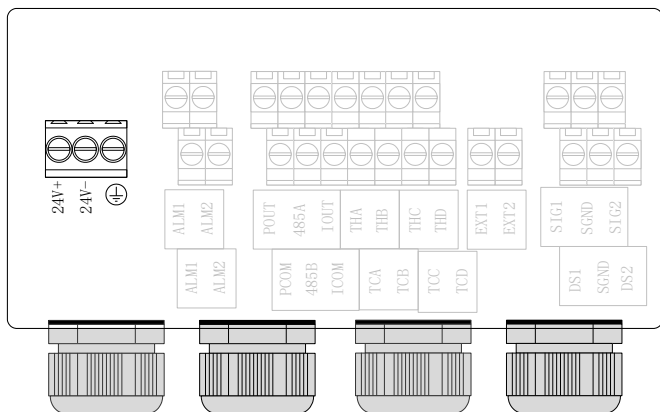 24V+ 24V-
ALM1 ALM2 POUT 485A IOUT THA THB THC THD EXT1 EXT2 SIG1 SGND SIG2
ALM1 ALM2 PCOM 485B ICOM TCA TCB TCC TCD DS1 SGND DS2